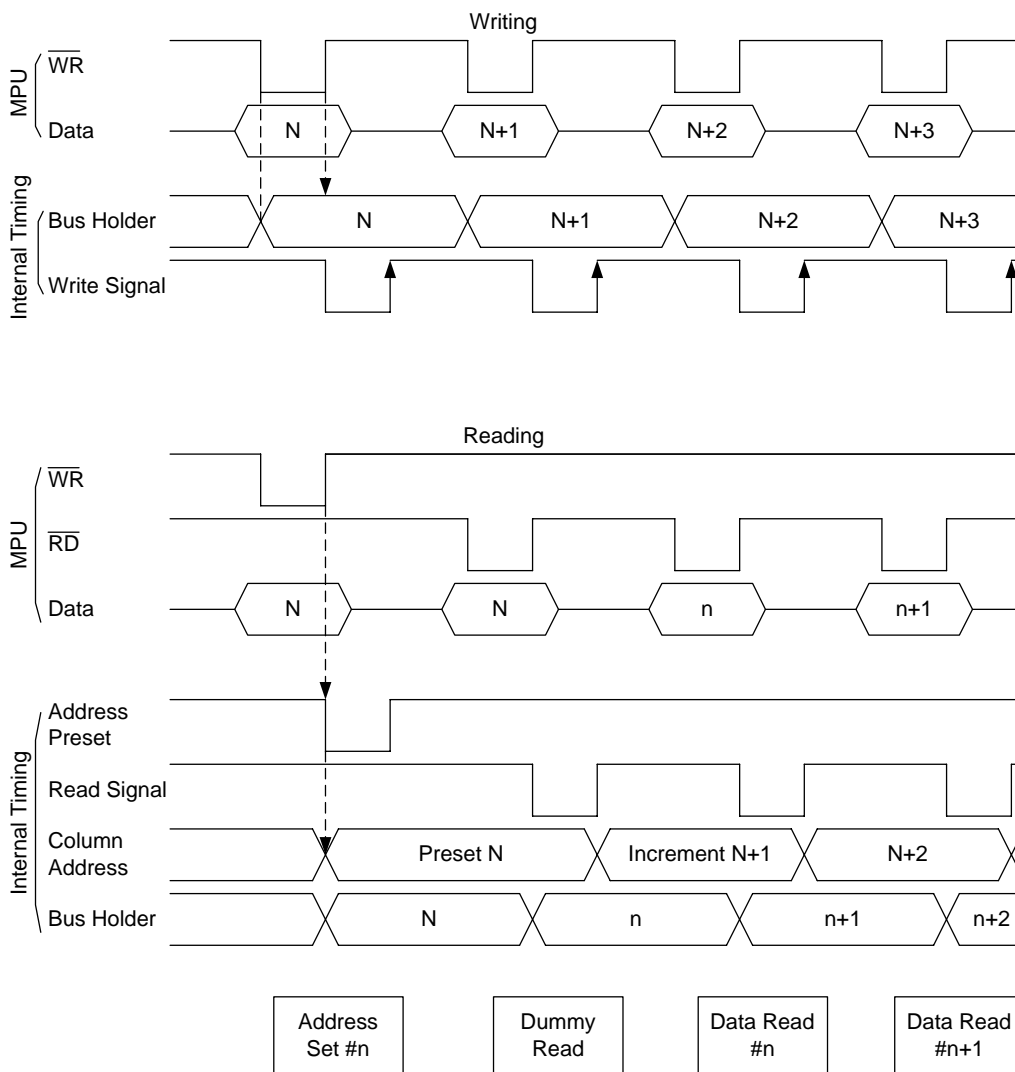 Writing
MPU
WR
Data
N
N+1
N+2
N+3
Internal Timing
Bus Holder
N
N+1
N+2
N+3
Write Signal
Reading
MPU
WR
RD
Data
N
N
n
n+1
Internal Timing
Address
Preset
Read Signal
Column
Address
Preset N
Increment N+1
N+2
Bus Holder
N
n
n+1
n+2
Address
Set #n
Dummy
Read
Data Read
#n
Data Read
#n+1